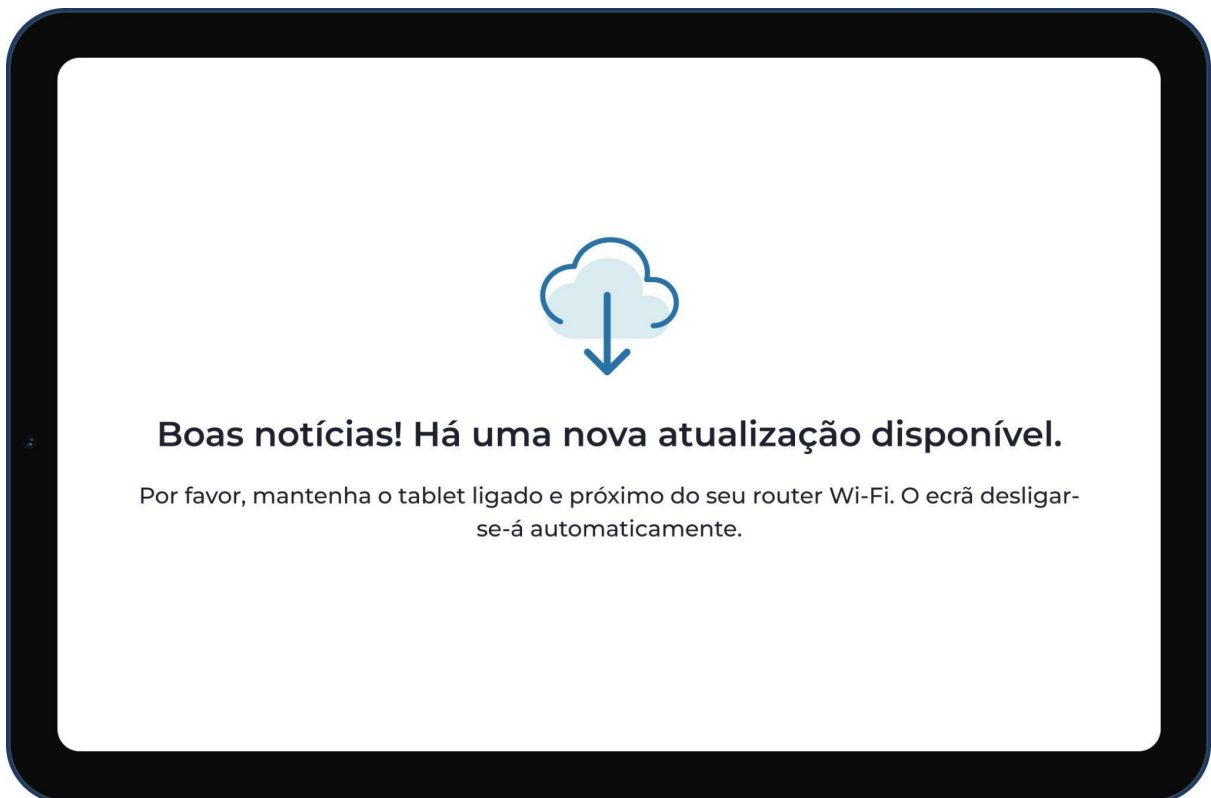 Boas notícias! Há uma nova atualização disponível.
Por favor, mantenha o tablet ligado e próximo do seu router Wi-Fi. O ecrã desligar-
se-á automaticamente.